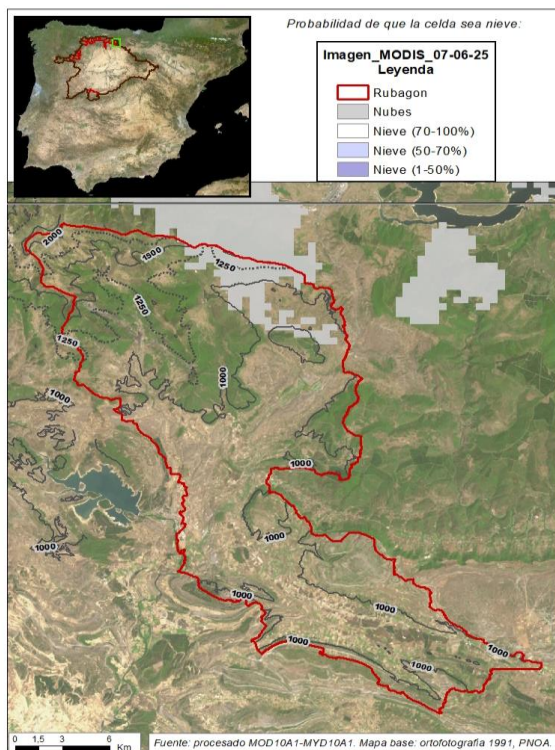 Probabilidad de que la celda sea nieve:
Imagen_MODIS_07-06-25
Leyenda
Rubagon
Nubes
Nieve (70-100%)
Nieve (50-70%)
Nieve (1-50%)
2000
1500
1250
1250
1250
1000
1000
1000
1000
1000
1000
1000
1000
1000
1000
0 1,5 3 6
Km
Fuente: procesado MOD10A1-MYD10A1. Mapa base: ortofotografía 1991, PNOA